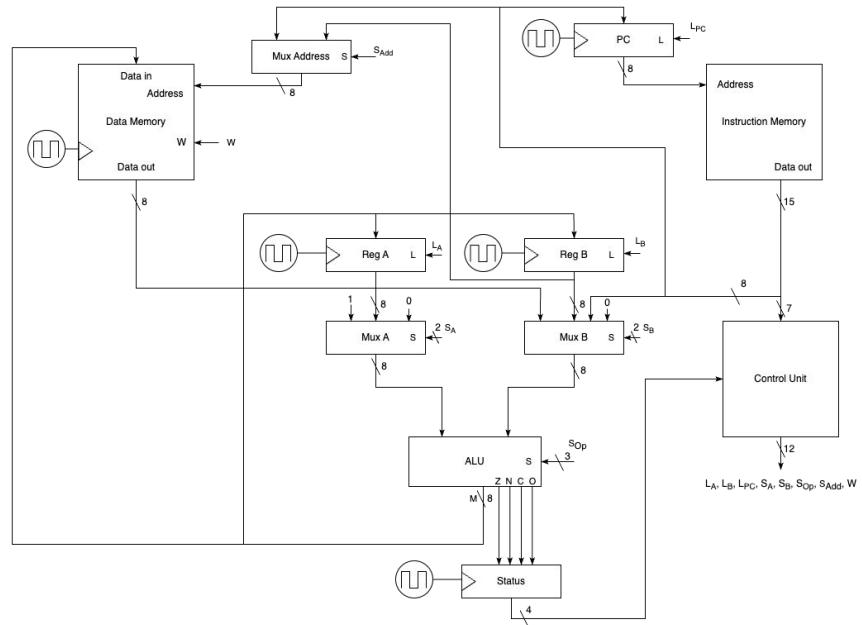 Mux Address
S
S_Add
8
PC
L
L_PC
8
Data in
Address
Data Memory
W
W
Data out
8
Address
Instruction Memory
Data out
15
Reg A
L
L_A
Reg B
L
L_B
8
7
1
8
0
8
0
Mux A
S
2
S_A
Mux B
S
2
S_B
Control Unit
8
8
12
ALU
S
S_Op
3
Z N C O
M
8
L_A, L_B, L_PC, S_A, S_B, S_Op, S_Add, W
Status
4